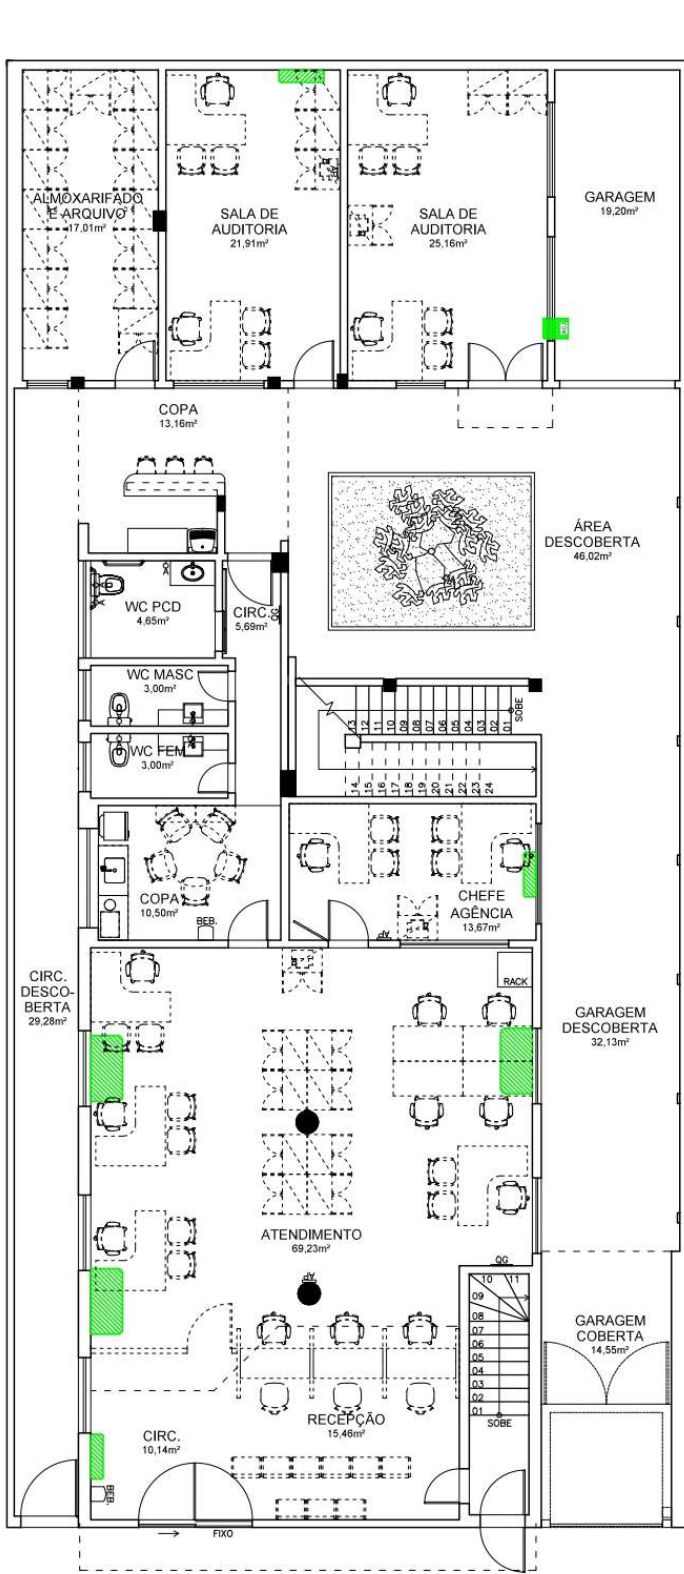 ALMOXARIFADO
E ARQUIVO
17,01m²
SALA DE
AUDITORIA
21,91m²
AP
SALA DE
AUDITORIA
25,16m²
GARAGEM
19,20m²
COPA
13,16m²
ÁREA
DESCOBERTA
46,02m²
WC PCD
4,65m²
CIRC.
5,69m²
QG
WC MASC
3,00m²
WC FEM
3,00m²
13
12
11
10
09
08
07
06
05
04
03
02
01
SOBE
14
15
16
17
18
19
20
21
22
23
24
COPA
10,50m²
BEB.
CHEFE
AGÊNCIA
13,67m²
AP
RACK
CIRC.
DESCO-
BERTA
29,28m²
GARAGEM
DESCOBERTA
32,13m²
ATENDIMENTO
69,23m²
AP
QG
10
11
09
08
07
06
05
04
03
02
01
SOBE
GARAGEM
COBERTA
14,55m²
RECEPÇÃO
15,46m²
CIRC.
10,14m²
BEB.
FIXO